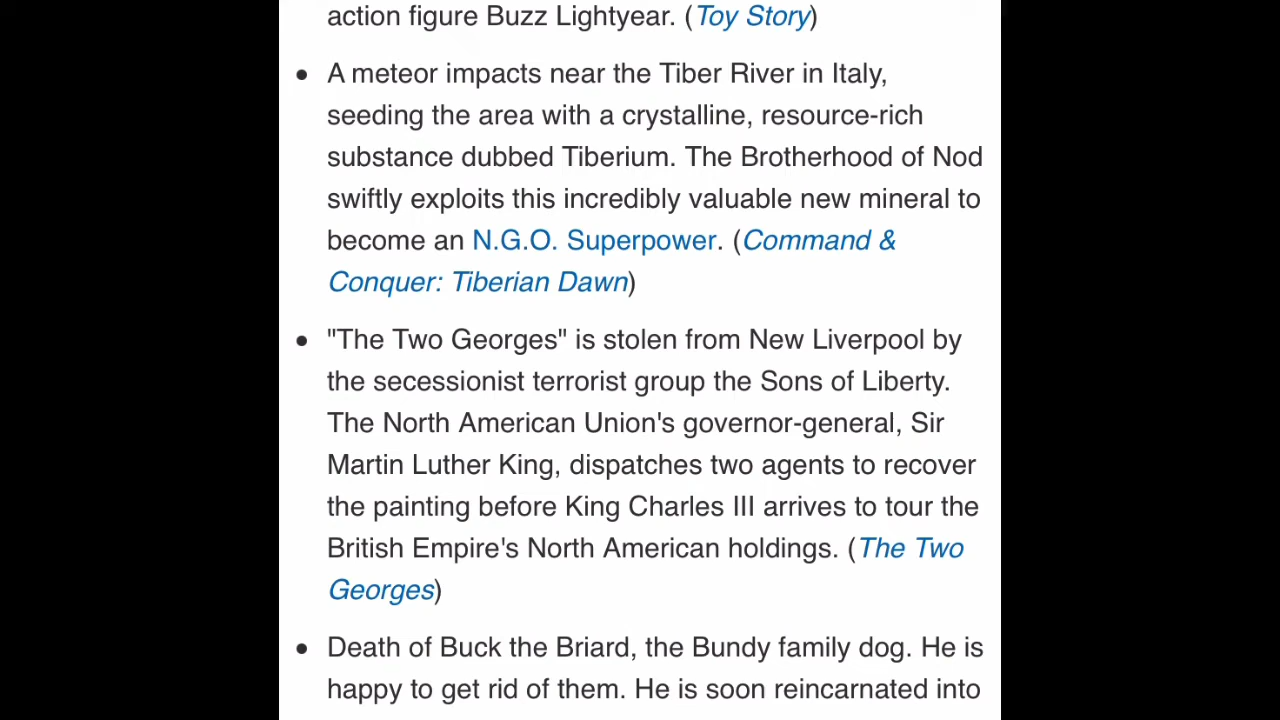 action figure Buzz Lightyear. (Toy Story)
• A meteor impacts near the Tiber River in Italy,
seeding the area with a crystalline, resource-rich
substance dubbed Tiberium. The Brotherhood of Nod
swiftly exploits this incredibly valuable new mineral to
become an N.G.O. Superpower. (Command &
Conquer: Tiberian Dawn)
• "The Two Georges" is stolen from New Liverpool by
the secessionist terrorist group the Sons of Liberty.
The North American Union's governor-general, Sir
Martin Luther King, dispatches two agents to recover
the painting before King Charles III arrives to tour the
British Empire's North American holdings. (The Two
Georges)
• Death of Buck the Briard, the Bundy family dog. He is
happy to get rid of them. He is soon reincarnated into